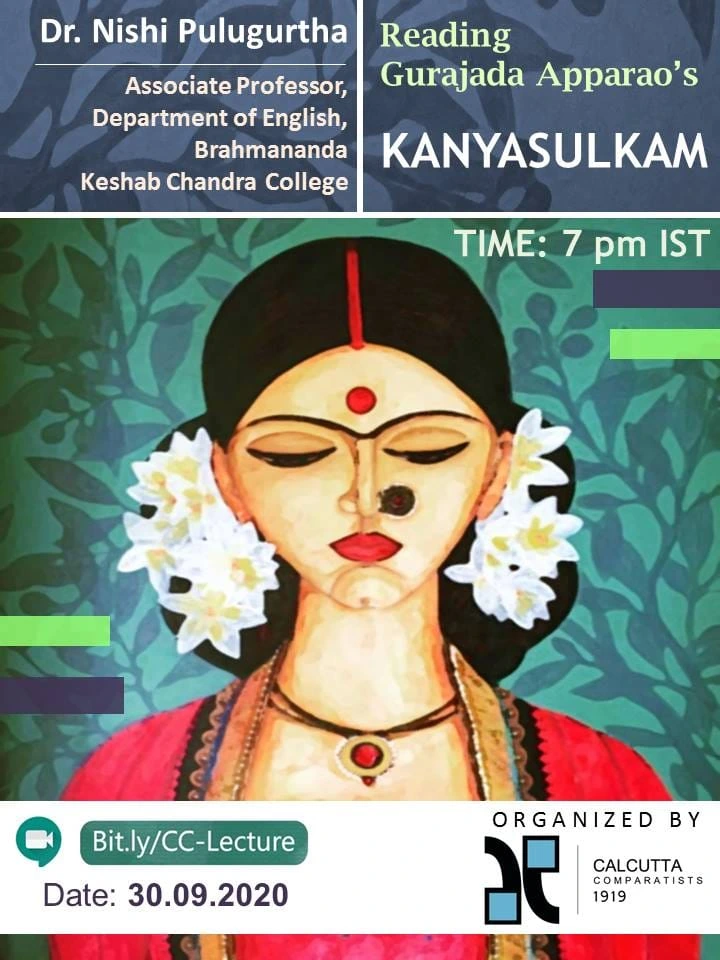 Dr. Nishi Pulugurtha
Associate Professor,
Department of English,
Brahmananda
Keshab Chandra College
Reading
Gurajada Apparao's
KANYASULKAM
TIME: 7 pm IST
Bit.ly/CC-Lecture
Date: 30.09.2020
ORGANIZED BY
CALCUTTA
COMPARATISTS
1919